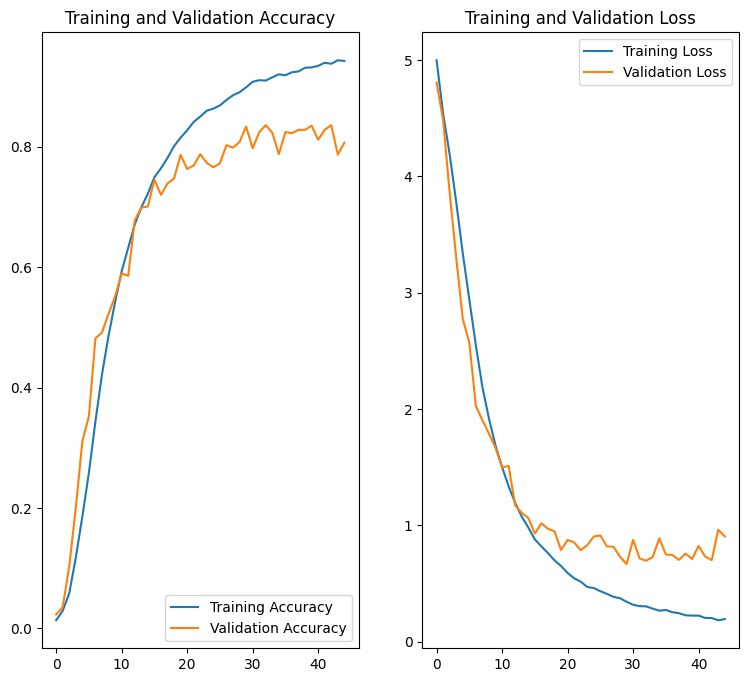 Training and Validation Accuracy
0.8
0.6
0.4
0.2
0.0
Training Accuracy
Validation Accuracy
0 10 20 30 40
Training and Validation Loss
Training Loss
Validation Loss
5
4
3
2
1
0
0 10 20 30 40